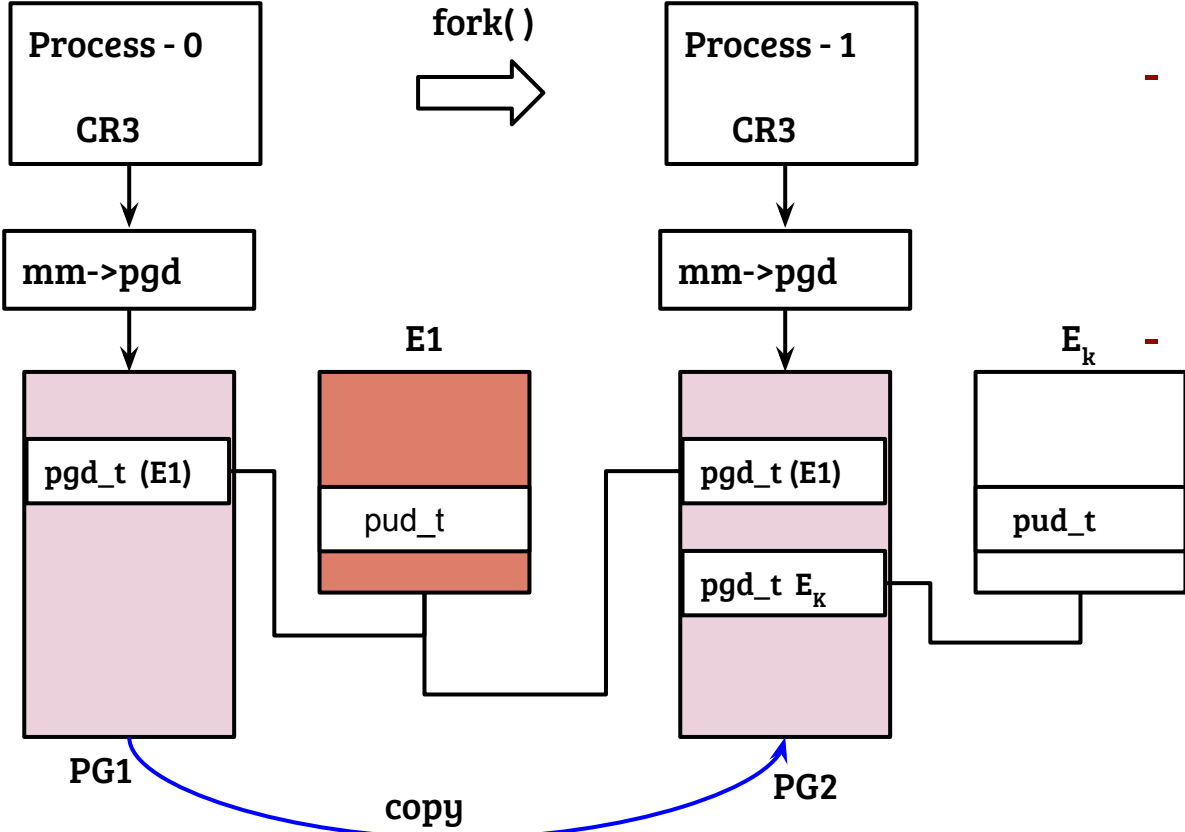 Process - 0
CR3
fork( )
Process - 1
CR3
-
mm->pgd
mm->pgd
E1
Ek
-
pgd_t (E1)
pud_t
pgd_t (E1)
pud_t
pgd_t EK
PG1
PG2
copy